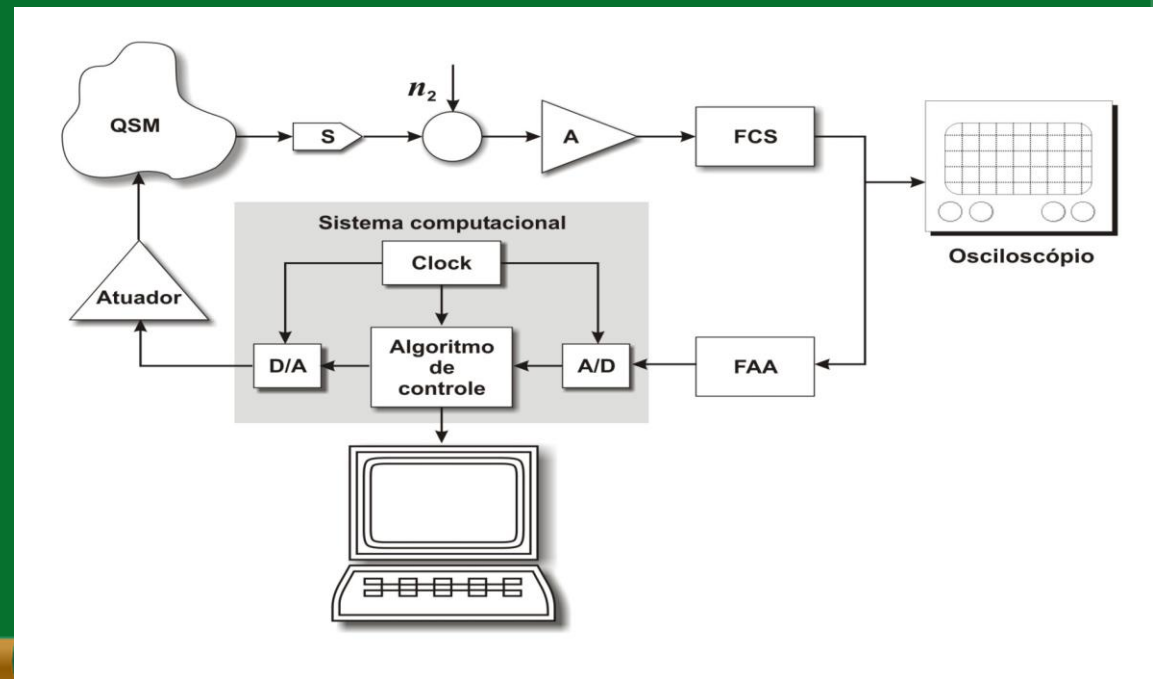 n₂
QSM
S
A
FCS
Sistema computacional
Clock
Osciloscópio
Atuador
D/A
Algoritmo
de
controle
A/D
FAA